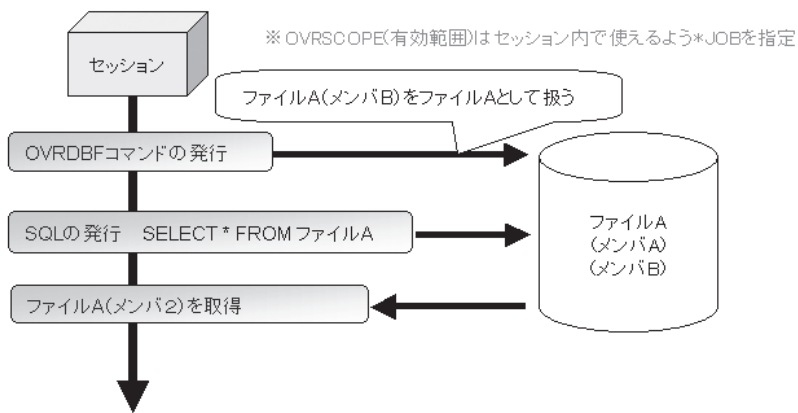 ※OVRSCOPE(有効範囲)はセッション内で使えるよう*JOBを指定
セッション
ファイルA(メンバB)をファイルAとして扱う
OVRDBFコマンドの発行
SQLの発行 SELECT * FROM ファイルA
ファイルA
(メンバA)
(メンバB)
ファイルA(メンバ2)を取得